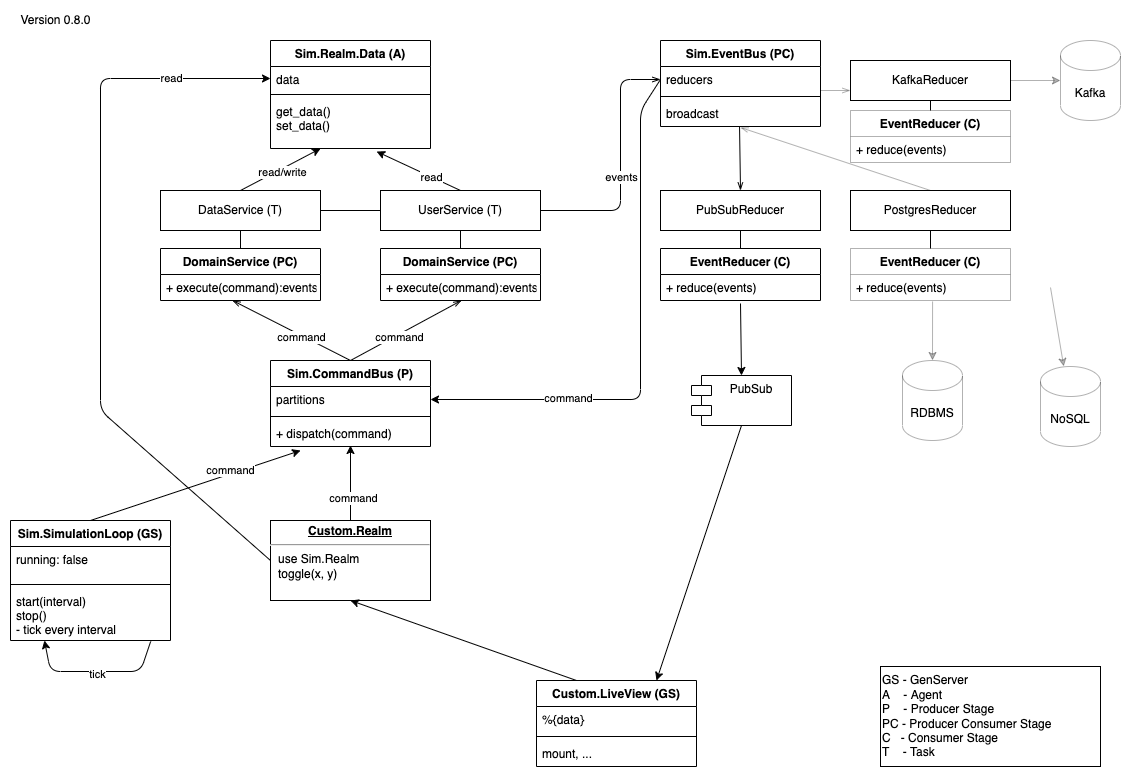 Version 0.8.0
Sim.Realm.Data (A)
data
get_data()
set_data()
read
read/write
read
DataService (T)
UserService (T)
DomainService (PC)
+ execute(command):events
DomainService (PC)
+ execute(command):events
command
command
Sim.CommandBus (P)
partitions
+ dispatch(command)
command
command
command
events
Sim.EventBus (PC)
reducers
broadcast
KafkaReducer
EventReducer (C)
+ reduce(events)
Kafka
PubSubReducer
EventReducer (C)
+ reduce(events)
PostgresReducer
EventReducer (C)
+ reduce(events)
PubSub
RDBMS
NoSQL
Sim.SimulationLoop (GS)
running: false
start(interval)
stop()
- tick every interval
tick
Custom.Realm
use Sim.Realm
toggle(x, y)
Custom.LiveView (GS)
%{data}
mount, ...
GS - GenServer
A - Agent
P - Producer Stage
PC - Producer Consumer Stage
C - Consumer Stage
T - Task